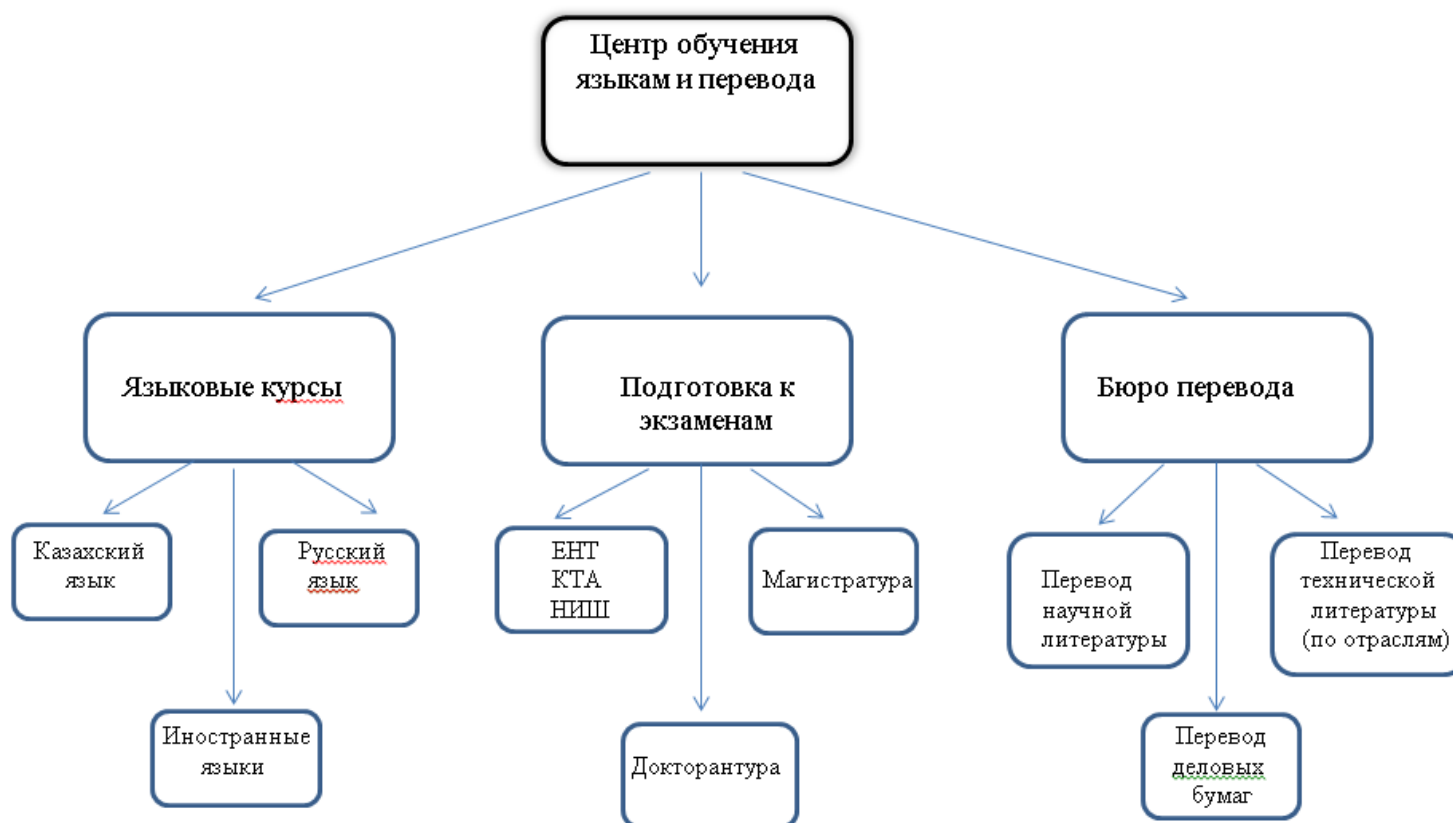 Центр обучения
языкам и перевода
Языковые курсы
Подготовка к
экзаменам
Бюро перевода
Казахский
язык
Русский
язык
Иностранные
языки
ЕНТ
КТА
НИШ
Магистратура
Докторантура
Перевод
научной
литературы
Перевод
технической
литературы
(по отраслям)
Перевод
деловых
бумаг